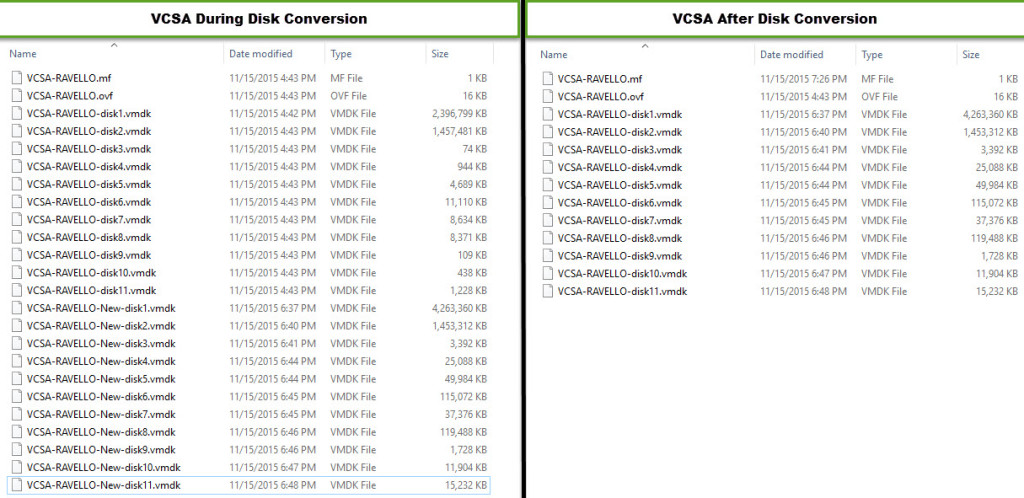 VCSA During Disk Conversion
Name Date modified Type Size
VCSA-RAVELLO.mf 11/15/2015 4:43 PM MF File 1 KB
VCSA-RAVELLO.ovf 11/15/2015 4:43 PM OVF File 16 KB
VCSA-RAVELLO-disk1.vmdk 11/15/2015 4:42 PM VMDK File 2,396,799 KB
VCSA-RAVELLO-disk2.vmdk 11/15/2015 4:43 PM VMDK File 1,457,481 KB
VCSA-RAVELLO-disk3.vmdk 11/15/2015 4:43 PM VMDK File 74 KB
VCSA-RAVELLO-disk4.vmdk 11/15/2015 4:43 PM VMDK File 944 KB
VCSA-RAVELLO-disk5.vmdk 11/15/2015 4:43 PM VMDK File 4,689 KB
VCSA-RAVELLO-disk6.vmdk 11/15/2015 4:43 PM VMDK File 11,110 KB
VCSA-RAVELLO-disk7.vmdk 11/15/2015 4:43 PM VMDK File 8,634 KB
VCSA-RAVELLO-disk8.vmdk 11/15/2015 4:43 PM VMDK File 8,371 KB
VCSA-RAVELLO-disk9.vmdk 11/15/2015 4:43 PM VMDK File 109 KB
VCSA-RAVELLO-disk10.vmdk 11/15/2015 4:43 PM VMDK File 438 KB
VCSA-RAVELLO-disk11.vmdk 11/15/2015 4:43 PM VMDK File 1,228 KB
VCSA-RAVELLO-New-disk1.vmdk 11/15/2015 6:37 PM VMDK File 4,263,360 KB
VCSA-RAVELLO-New-disk2.vmdk 11/15/2015 6:40 PM VMDK File 1,453,312 KB
VCSA-RAVELLO-New-disk3.vmdk 11/15/2015 6:41 PM VMDK File 3,392 KB
VCSA-RAVELLO-New-disk4.vmdk 11/15/2015 6:44 PM VMDK File 25,088 KB
VCSA-RAVELLO-New-disk5.vmdk 11/15/2015 6:44 PM VMDK File 49,984 KB
VCSA-RAVELLO-New-disk6.vmdk 11/15/2015 6:45 PM VMDK File 115,072 KB
VCSA-RAVELLO-New-disk7.vmdk 11/15/2015 6:45 PM VMDK File 37,376 KB
VCSA-RAVELLO-New-disk8.vmdk 11/15/2015 6:46 PM VMDK File 119,488 KB
VCSA-RAVELLO-New-disk9.vmdk 11/15/2015 6:46 PM VMDK File 1,728 KB
VCSA-RAVELLO-New-disk10.vmdk 11/15/2015 6:47 PM VMDK File 11,904 KB
VCSA-RAVELLO-New-disk11.vmdk 11/15/2015 6:48 PM VMDK File 15,232 KB
VCSA After Disk Conversion
Name Date modified Type Size
VCSA-RAVELLO.mf 11/15/2015 7:26 PM MF File 1 KB
VCSA-RAVELLO.ovf 11/15/2015 4:43 PM OVF File 16 KB
VCSA-RAVELLO-disk1.vmdk 11/15/2015 6:37 PM VMDK File 4,263,360 KB
VCSA-RAVELLO-disk2.vmdk 11/15/2015 6:40 PM VMDK File 1,453,312 KB
VCSA-RAVELLO-disk3.vmdk 11/15/2015 6:41 PM VMDK File 3,392 KB
VCSA-RAVELLO-disk4.vmdk 11/15/2015 6:44 PM VMDK File 25,088 KB
VCSA-RAVELLO-disk5.vmdk 11/15/2015 6:44 PM VMDK File 49,984 KB
VCSA-RAVELLO-disk6.vmdk 11/15/2015 6:45 PM VMDK File 115,072 KB
VCSA-RAVELLO-disk7.vmdk 11/15/2015 6:45 PM VMDK File 37,376 KB
VCSA-RAVELLO-disk8.vmdk 11/15/2015 6:46 PM VMDK File 119,488 KB
VCSA-RAVELLO-disk9.vmdk 11/15/2015 6:46 PM VMDK File 1,728 KB
VCSA-RAVELLO-disk10.vmdk 11/15/2015 6:47 PM VMDK File 11,904 KB
VCSA-RAVELLO-disk11.vmdk 11/15/2015 6:48 PM VMDK File 15,232 KB